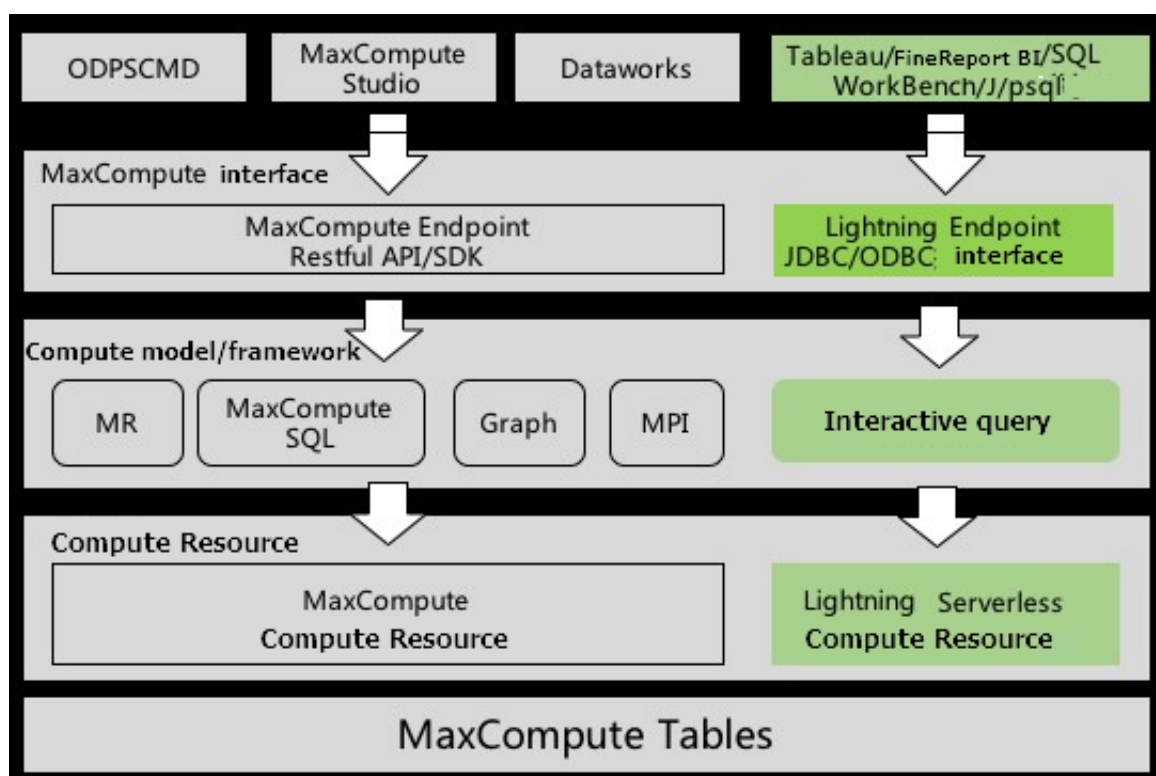 ODPSCMD
MaxCompute
Studio
Dataworks
Tableau/FineReport BI/SQL
WorkBench/J/psql
MaxCompute interface
MaxCompute Endpoint
Restful API/SDK
Lightning Endpoint
JDBC/ODBC interface
Compute model/framework
MR
MaxCompute
SQL
Graph
MPI
Interactive query
Compute Resource
MaxCompute
Compute Resource
Lightning Serverless
Compute Resource
MaxCompute Tables